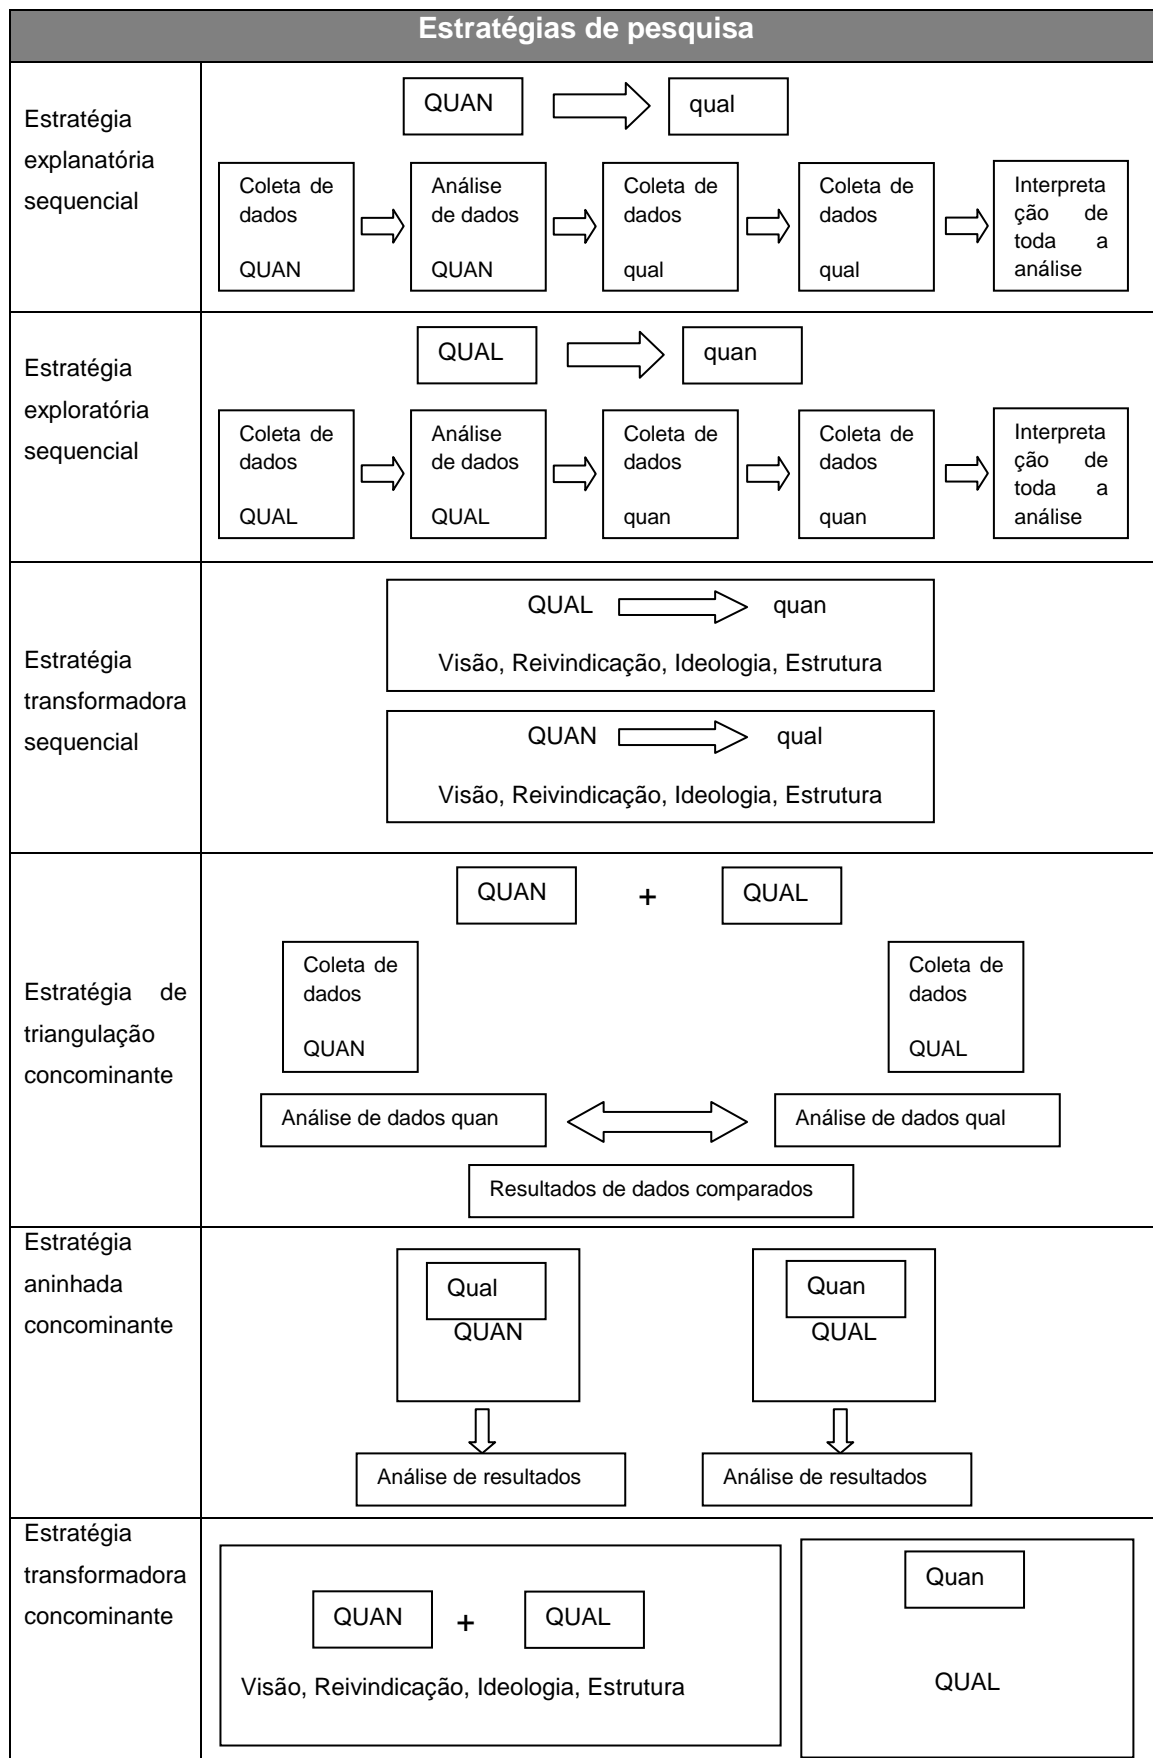 Estratégias de pesquisa
Estratégia
explanatória
sequencial
QUAN
qual
Coleta de
dados
QUAN
Análise
de dados
QUAN
Coleta de
dados
qual
Coleta de
dados
qual
Interpreta
ção de
toda a
análise
Estratégia
exploratória
sequencial
QUAL
quan
Coleta de
dados
QUAL
Análise
de dados
QUAL
Coleta de
dados
quan
Coleta de
dados
quan
Interpreta
ção de
toda a
análise
Estratégia
transformadora
sequencial
QUAL quan
Visão, Reivindicação, Ideologia, Estrutura
QUAN qual
Visão, Reivindicação, Ideologia, Estrutura
Estratégia de
triangulação
concominante
QUAN + QUAL
Coleta de
dados
QUAN
Coleta de
dados
QUAL
Análise de dados quan
Análise de dados qual
Resultados de dados comparados
Estratégia
aninhada
concominante
Qual
QUAN
Quan
QUAL
Análise de resultados
Análise de resultados
Estratégia
transformadora
concominante
QUAN + QUAL
Visão, Reivindicação, Ideologia, Estrutura
Quan
QUAL